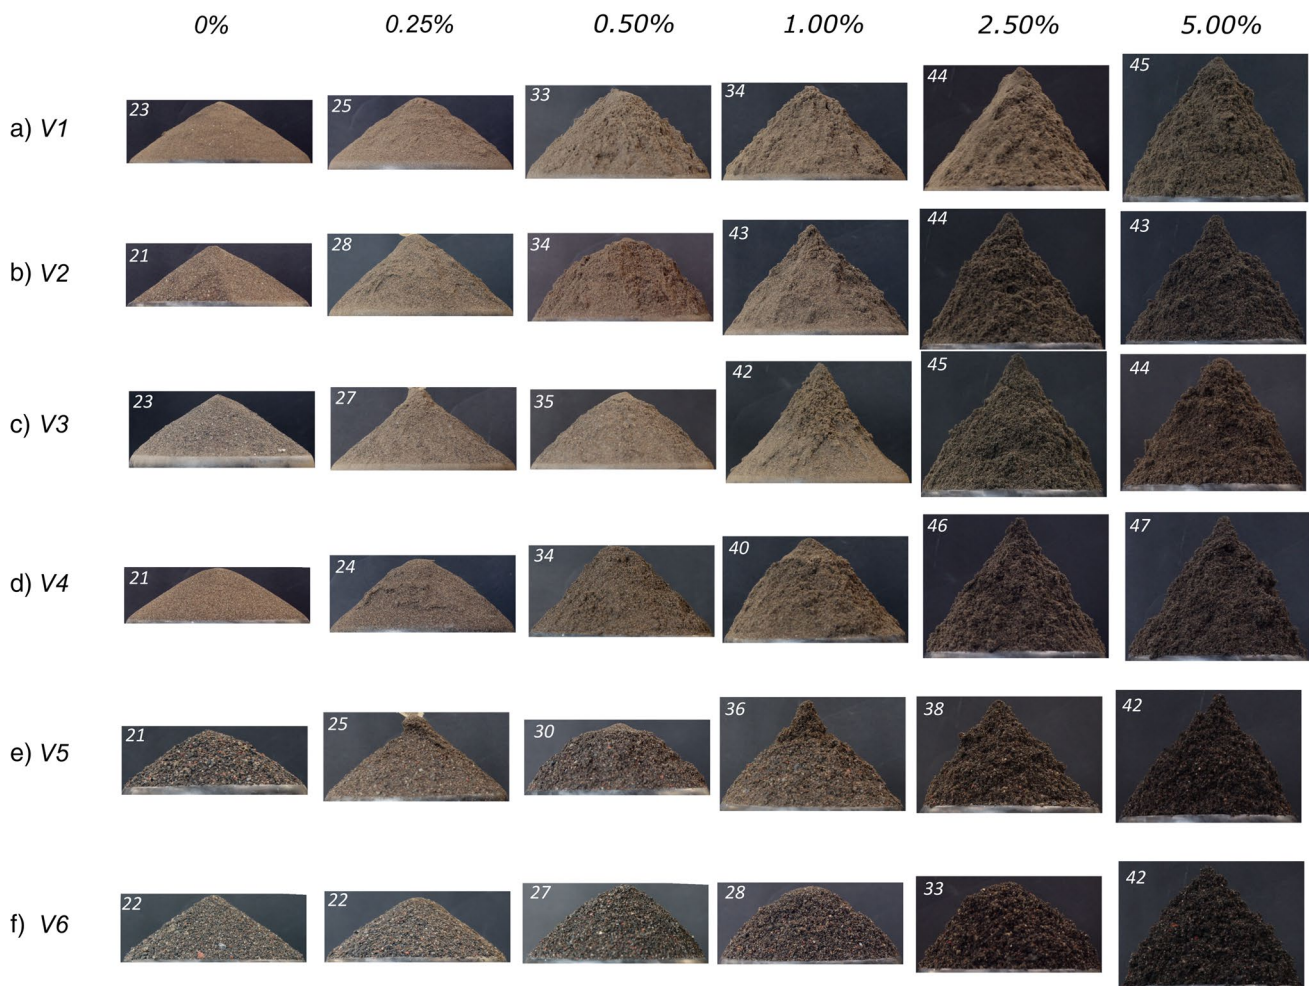 0% 0.25% 0.50% 1.00% 2.50% 5.00%
a) V1 23 25 33 34 44 45
b) V2 21 28 34 43 44 43
c) V3 23 27 35 42 45 44
d) V4 21 24 34 40 46 47
e) V5 21 25 30 36 38 42
f) V6 22 22 27 28 33 42